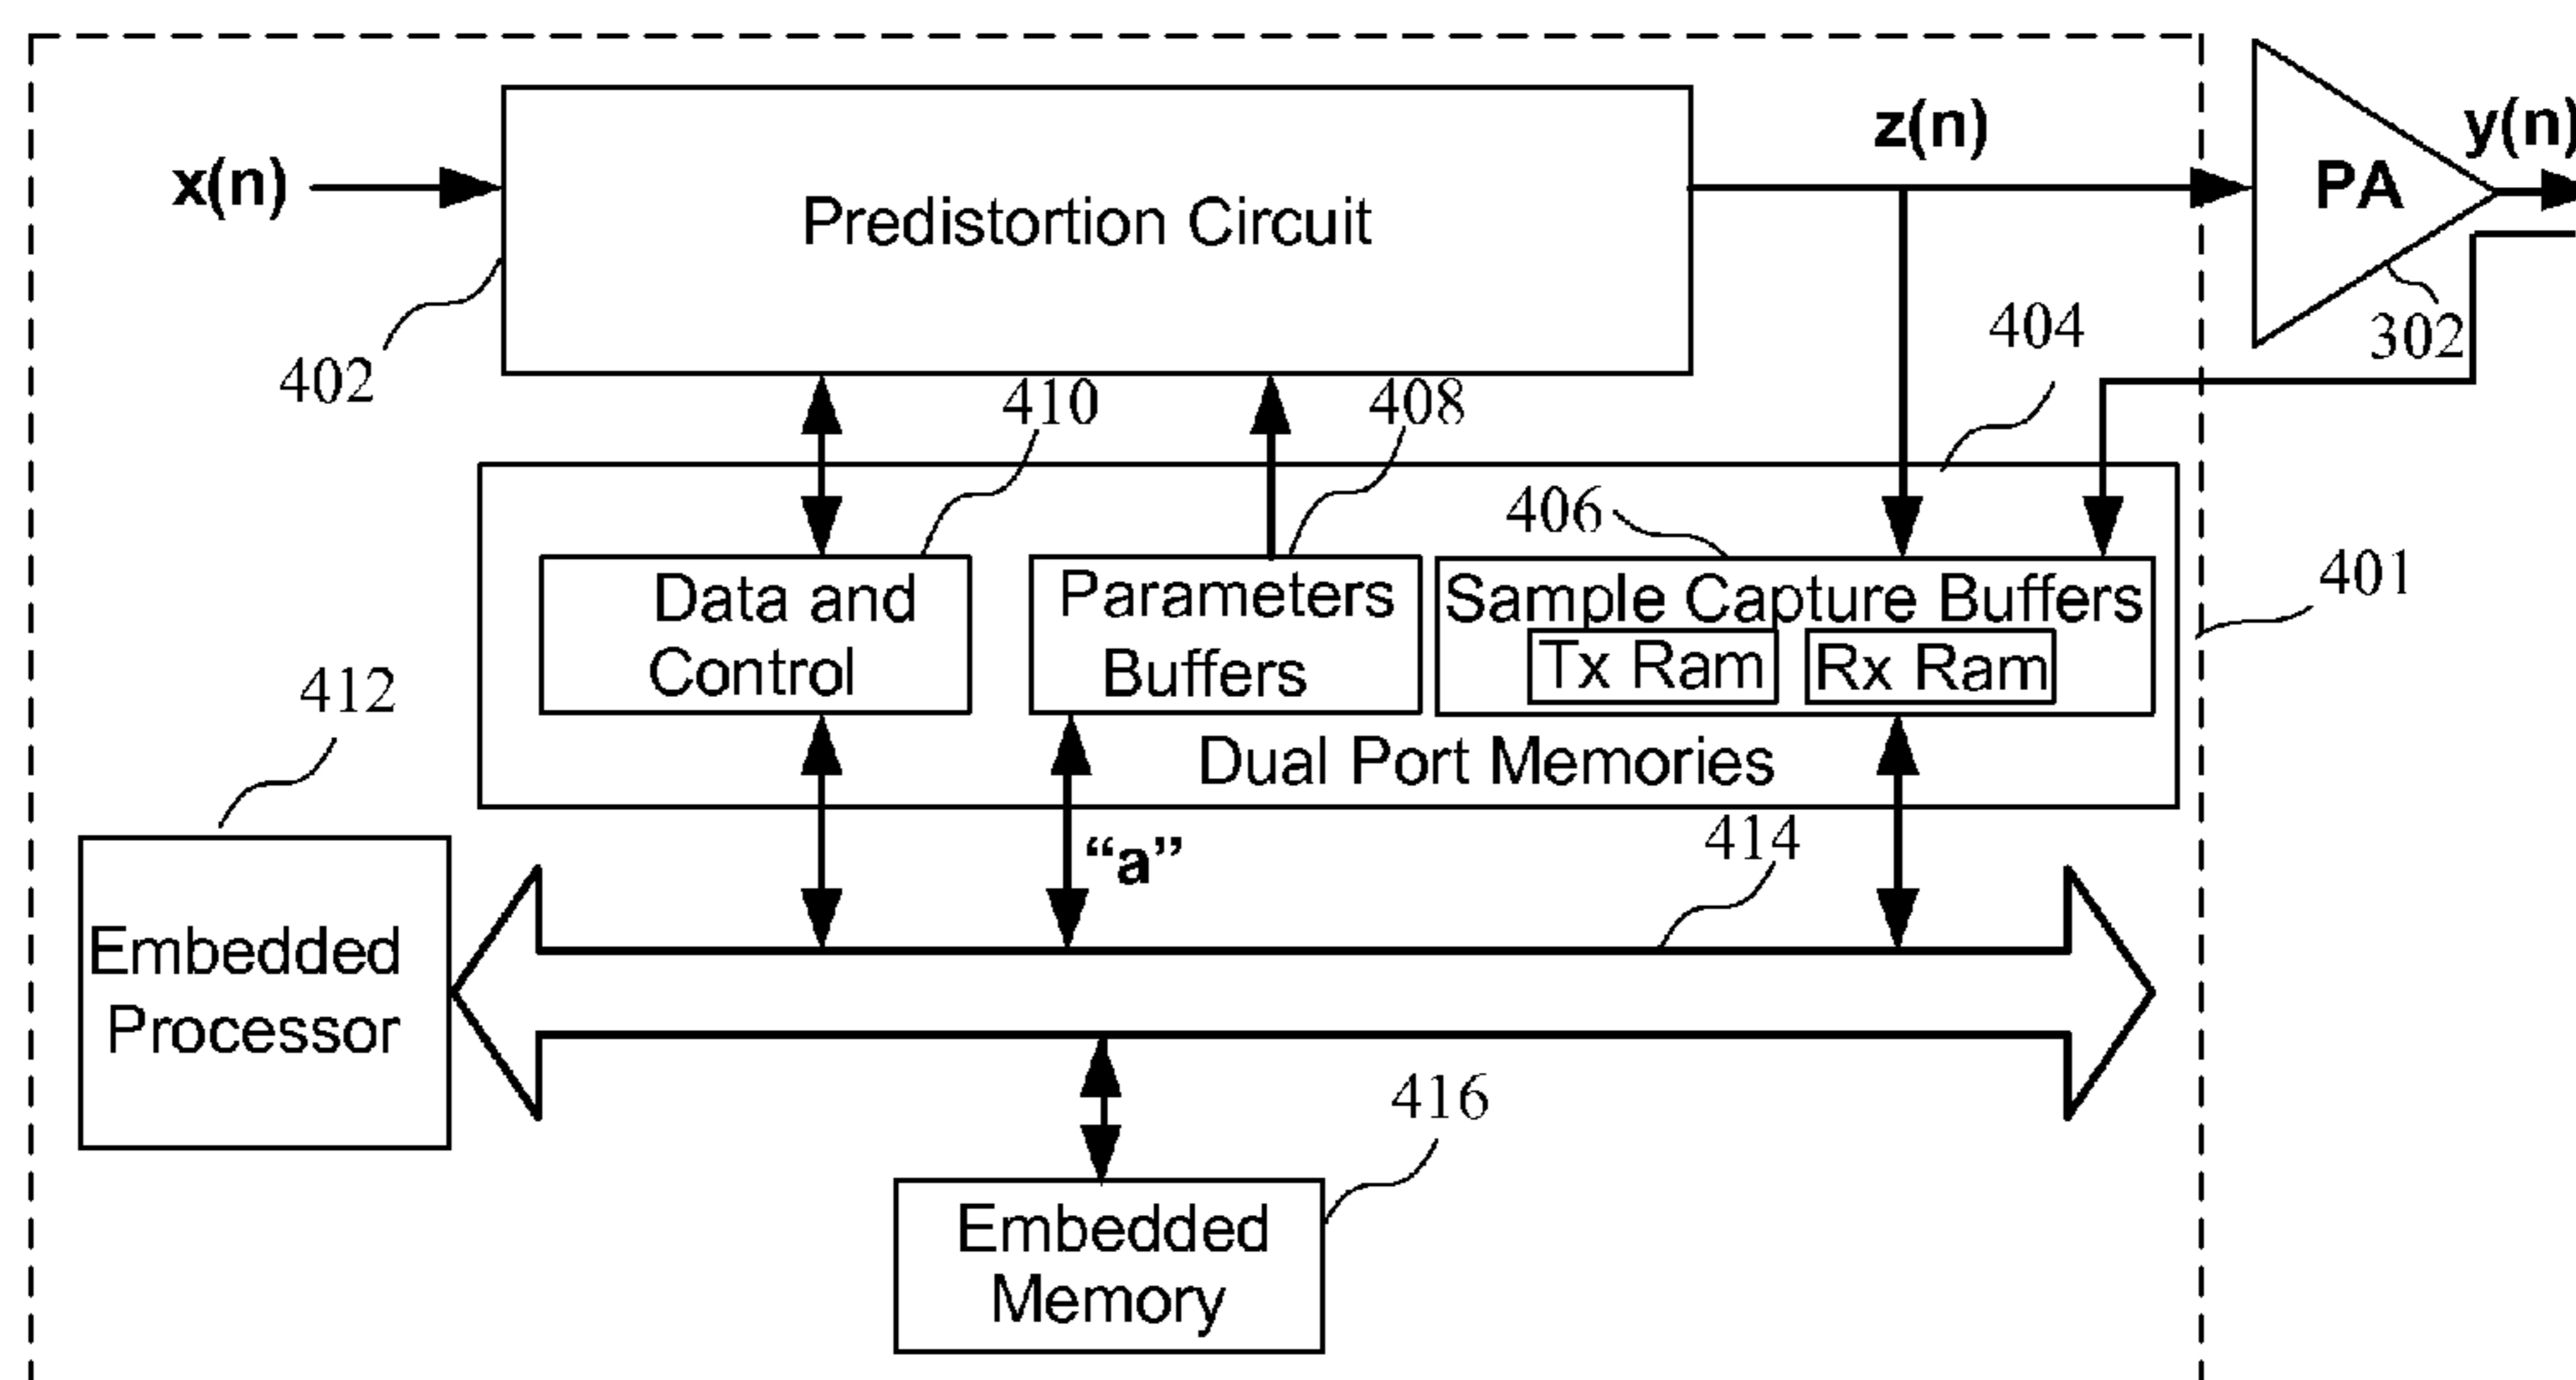 x(n)
Predistortion Circuit
z(n)
PA
y(n)
302
402
404
410
408
406
401
Data and
Control
Parameters
Buffers
Sample Capture Buffers
Tx Ram
Rx Ram
Dual Port Memories
412
“a”
414
Embedded
Processor
416
Embedded
Memory